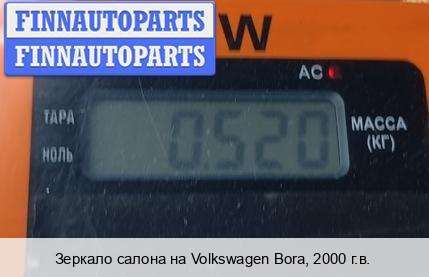 FINNAUTOPARTS
FINNAUTOPARTS
W
AC
ТАРА
НОЛЬ
0.520
МАССА
(КГ)
Зеркало салона на Volkswagen Bora, 2000 г.в.